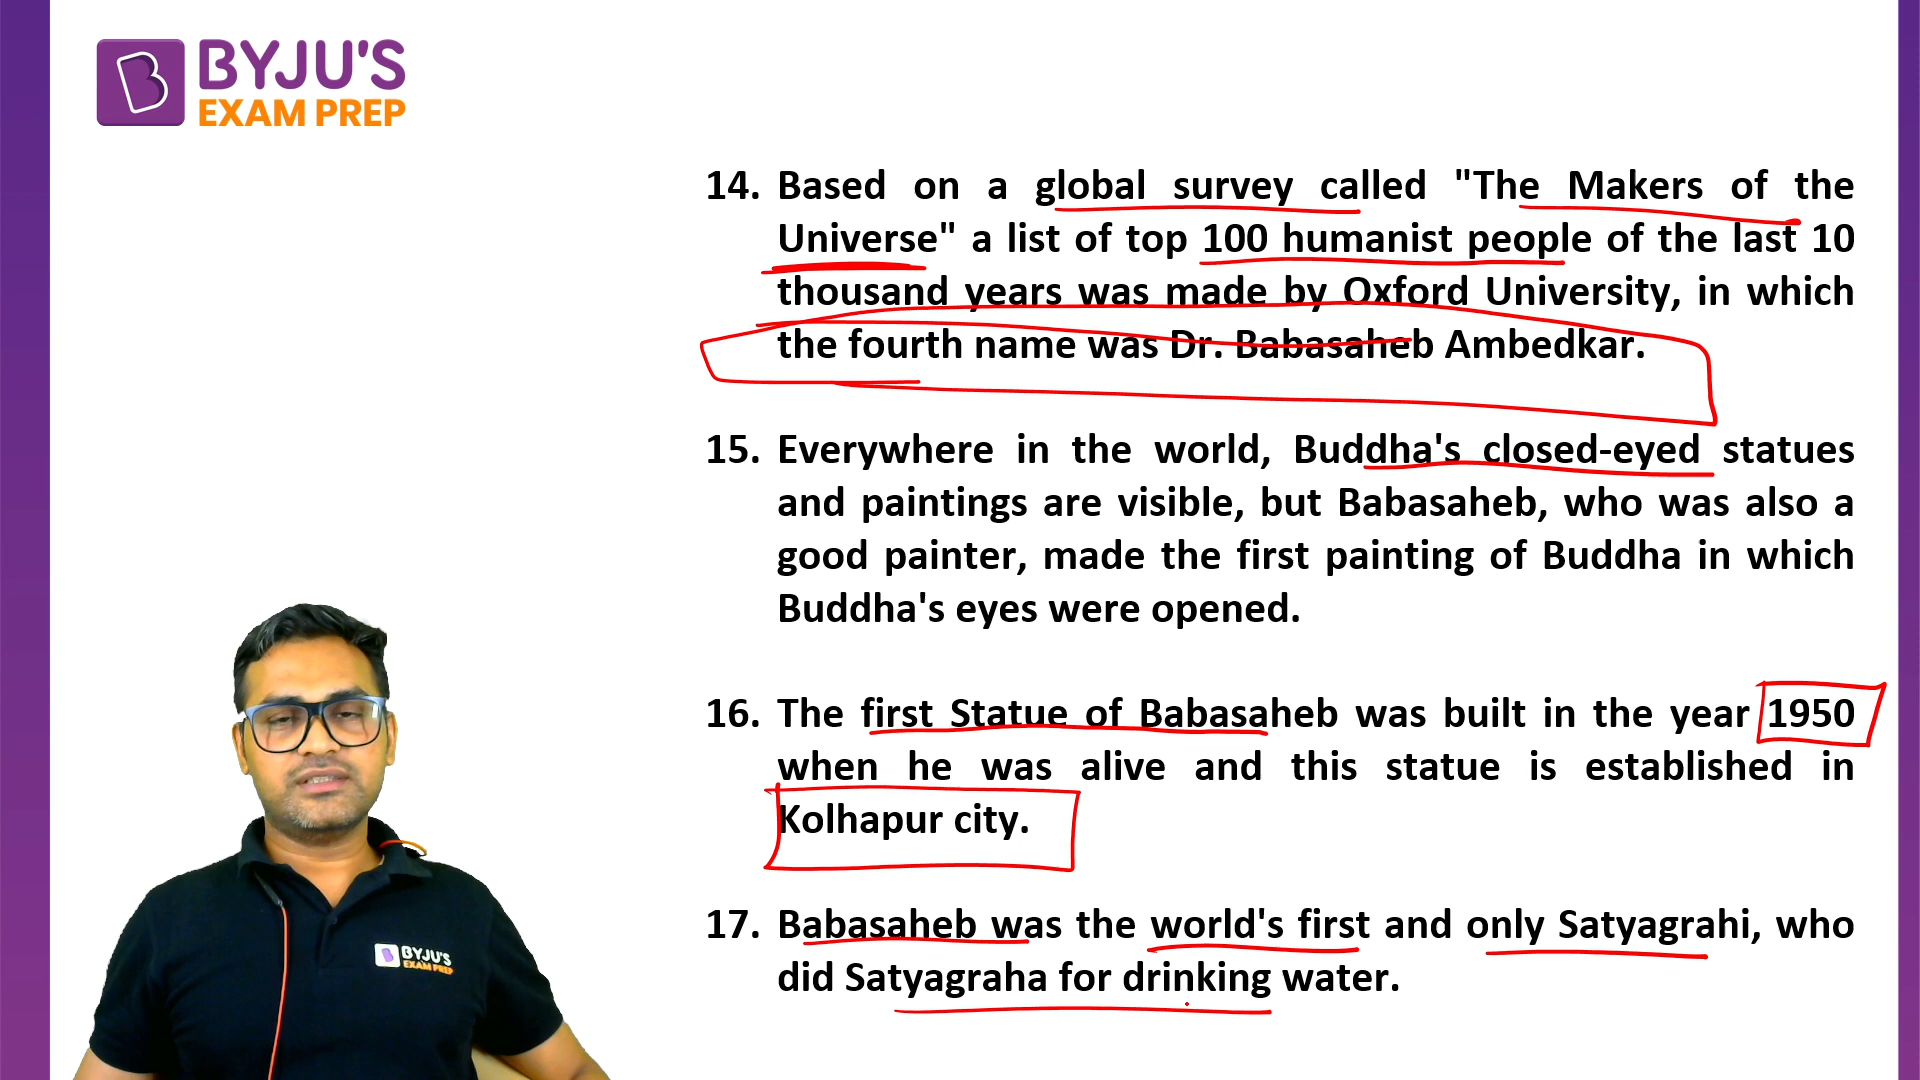 BYJU'S
EXAM PREP
14. Based on a global survey called "The Makers of the
Universe" a list of top 100 humanist people of the last 10
thousand years was made by Oxford University, in which
the fourth name was Dr. Babasaheb Ambedkar.
15. Everywhere in the world, Buddha's closed-eyed statues
and paintings are visible, but Babasaheb, who was also a
good painter, made the first painting of Buddha in which
Buddha's eyes were opened.
16. The first Statue of Babasaheb was built in the year 1950
when he was alive and this statue is established in
Kolhapur city.
17. Babasaheb was the world's first and only Satyagrahi, who
did Satyagraha for drinking water.
BYJU'S
EXAM PREP